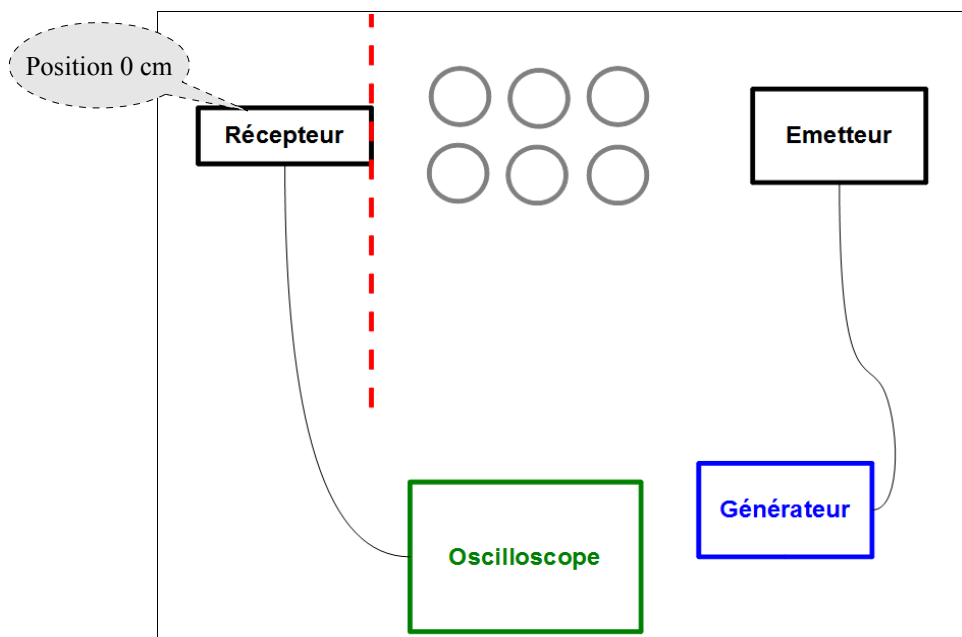 Position 0 cm
Récepteur
Emetteur
Générateur
Oscilloscope